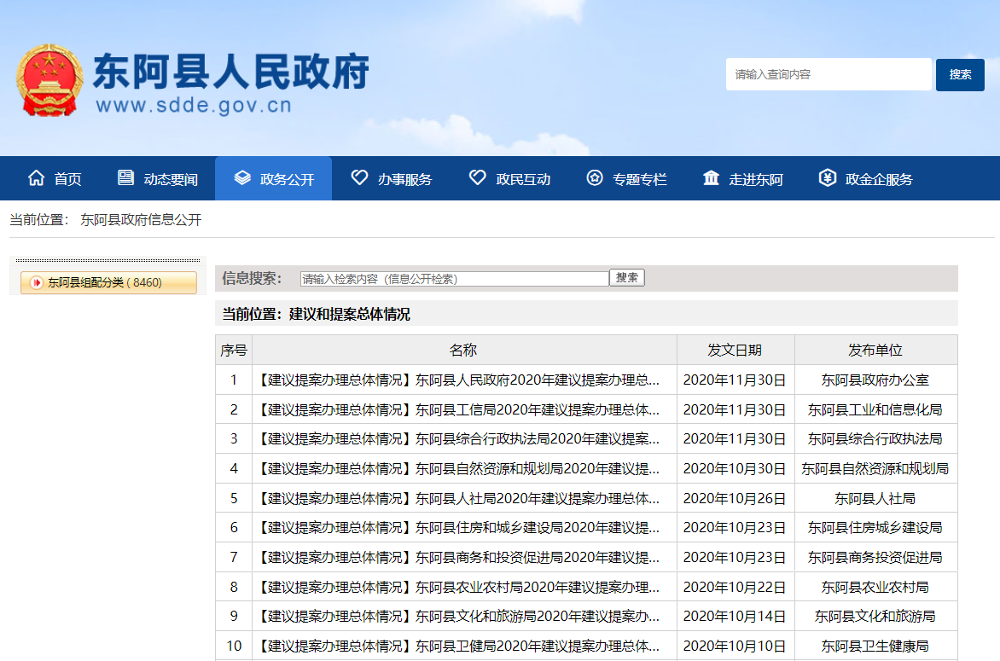 东阿县人民政府
www.sdde.gov.cn
请输入查询内容 搜索
首页 动态要闻 政务公开 办事服务 政民互动 专题专栏 走进东阿 政金企服务
当前位置： 东阿县政府信息公开
东阿县组配分类 ( 8460)
信息搜索： 请输入检索内容（信息公开检索） 搜索
当前位置：建议和提案总体情况
序号 名称 发文日期 发布单位
1 【建议提案办理总体情况】东阿县人民政府2020年建议提案办理总... 2020年11月30日 东阿县政府办公室
2 【建议提案办理总体情况】东阿县工信局2020年建议提案办理总体... 2020年11月30日 东阿县工业和信息化局
3 【建议提案办理总体情况】东阿县综合行政执法局2020年建议提案... 2020年11月30日 东阿县综合行政执法局
4 【建议提案办理总体情况】东阿县自然资源和规划局2020年建议提... 2020年10月30日 东阿县自然资源和规划局
5 【建议提案办理总体情况】东阿县人社局2020年建议提案办理总体... 2020年10月26日 东阿县人社局
6 【建议提案办理总体情况】东阿县住房和城乡建设局2020年建议提... 2020年10月23日 东阿县住房城乡建设局
7 【建议提案办理总体情况】东阿县商务和投资促进局2020年建议提... 2020年10月23日 东阿县商务投资促进局
8 【建议提案办理总体情况】东阿县农业农村局2020年建议提案办理... 2020年10月22日 东阿县农业农村局
9 【建议提案办理总体情况】东阿县文化和旅游局2020年建议提案办... 2020年10月14日 东阿县文化和旅游局
10 【建议提案办理总体情况】东阿县卫健局2020年建议提案办理总体... 2020年10月10日 东阿县卫生健康局